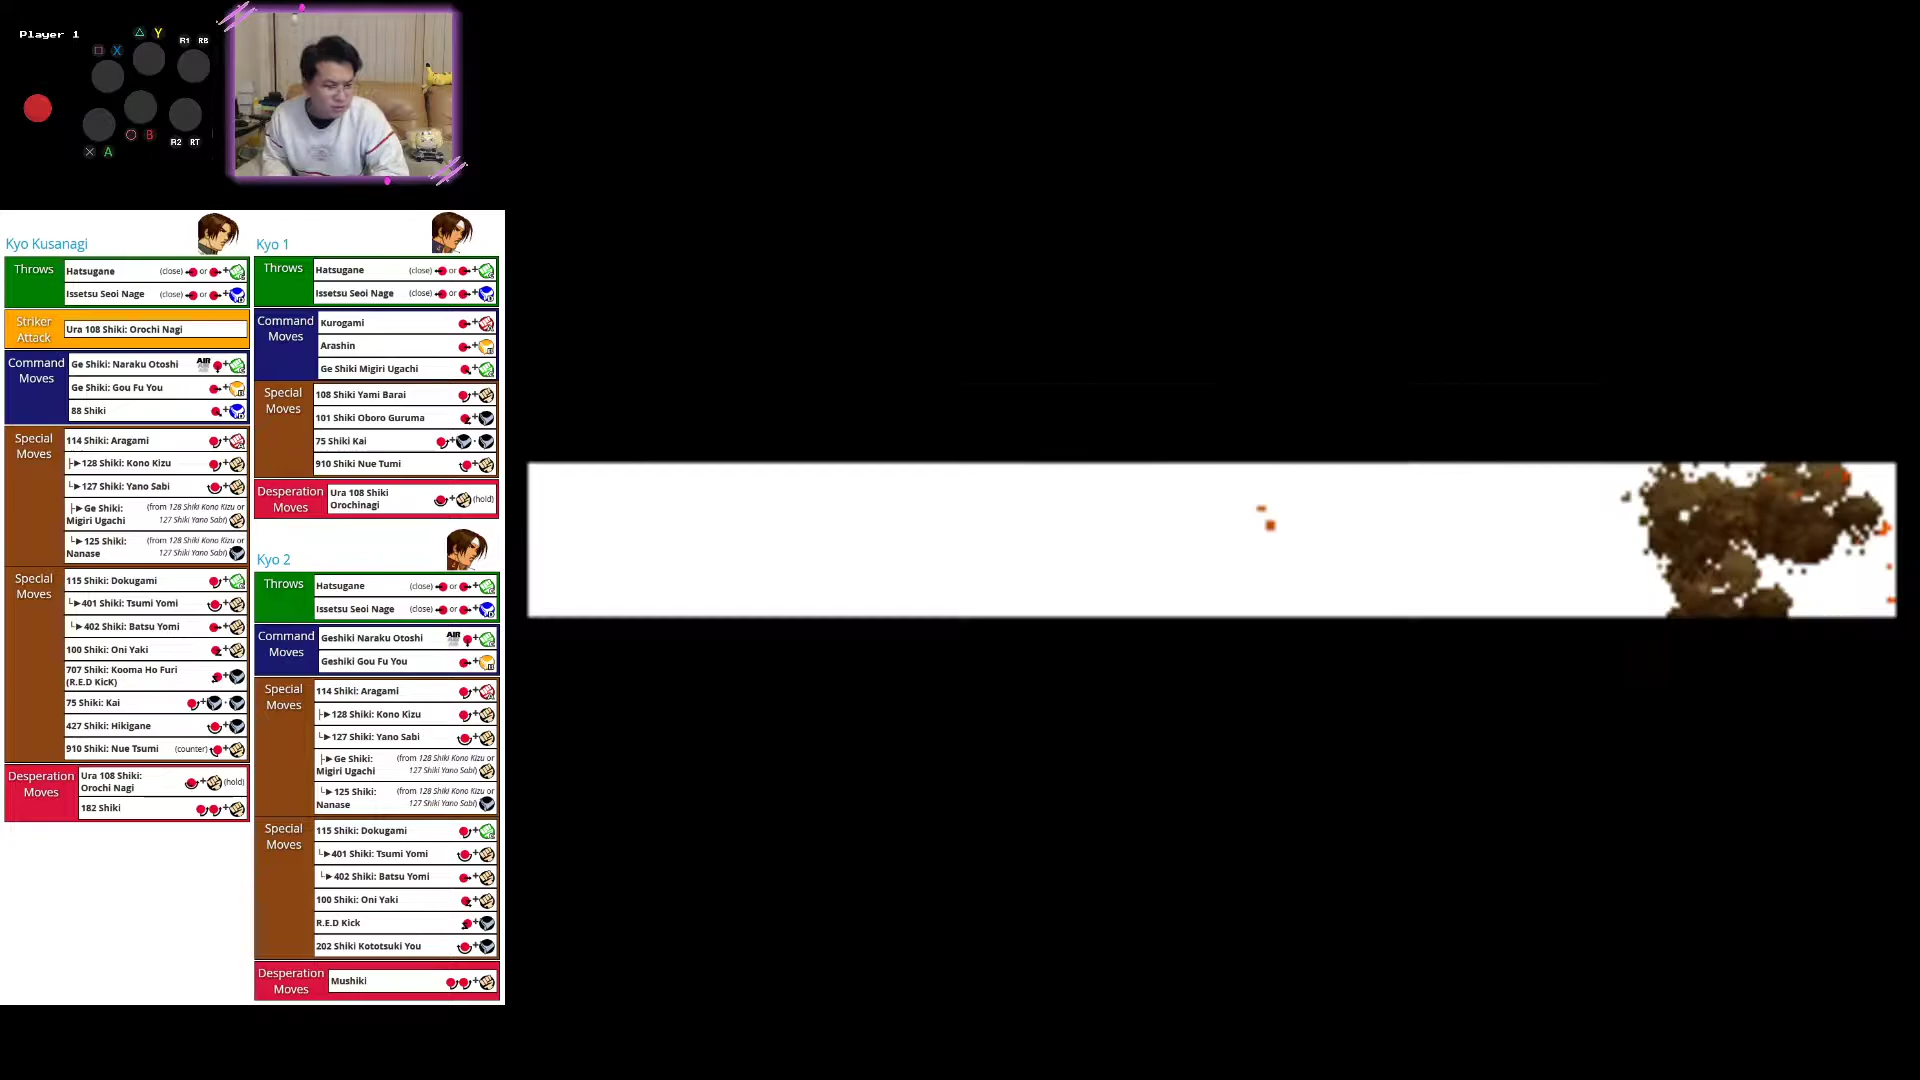 Player 1
△ Y
R1 RB
□ X
○ B
R2 RT
✕ A
Kyo Kusanagi
Throws
Hatsugane (close) or + C
Issetsu Seoi Nage (close) or + D
Striker Attack
Ura 108 Shiki: Orochi Nagi
Command Moves
Ge Shiki: Naraku Otoshi AIR + C
Ge Shiki: Gou Fu You + B
88 Shiki + D
Special Moves
114 Shiki: Aragami + A
├►128 Shiki: Kono Kizu +
└►127 Shiki: Yano Sabi +
├►Ge Shiki: Migiri Ugachi (from 128 Shiki Kono Kizu or 127 Shiki Yano Sabi)
└►125 Shiki: Nanase (from 128 Shiki Kono Kizu or 127 Shiki Yano Sabi)
Special Moves
115 Shiki: Dokugami + C
└►401 Shiki: Tsumi Yomi +
└►402 Shiki: Batsu Yomi +
100 Shiki: Oni Yaki +
707 Shiki: Kooma Ho Furi (R.E.D KicK) +
75 Shiki: Kai + ·
427 Shiki: Hikigane +
910 Shiki: Nue Tsumi (counter) +
Desperation Moves
Ura 108 Shiki: Orochi Nagi + (hold)
182 Shiki +
Kyo 1
Throws
Hatsugane (close) or + C
Issetsu Seoi Nage (close) or + D
Command Moves
Kurogami + A
Arashin + B
Ge Shiki Migiri Ugachi + C
Special Moves
108 Shiki Yami Barai +
101 Shiki Oboro Guruma +
75 Shiki Kai + ·
910 Shiki Nue Tumi +
Desperation Moves
Ura 108 Shiki Orochinagi + (hold)
Kyo 2
Throws
Hatsugane (close) or + C
Issetsu Seoi Nage (close) or + D
Command Moves
Geshiki Naraku Otoshi AIR + C
Geshiki Gou Fu You + B
Special Moves
114 Shiki: Aragami + A
├►128 Shiki: Kono Kizu +
└►127 Shiki: Yano Sabi +
├►Ge Shiki: Migiri Ugachi (from 128 Shiki Kono Kizu or 127 Shiki Yano Sabi)
└►125 Shiki: Nanase (from 128 Shiki Kono Kizu or 127 Shiki Yano Sabi)
Special Moves
115 Shiki: Dokugami + C
└►401 Shiki: Tsumi Yomi +
└►402 Shiki: Batsu Yomi +
100 Shiki: Oni Yaki +
R.E.D Kick +
202 Shiki Kototsuki You +
Desperation Moves
Mushiki +